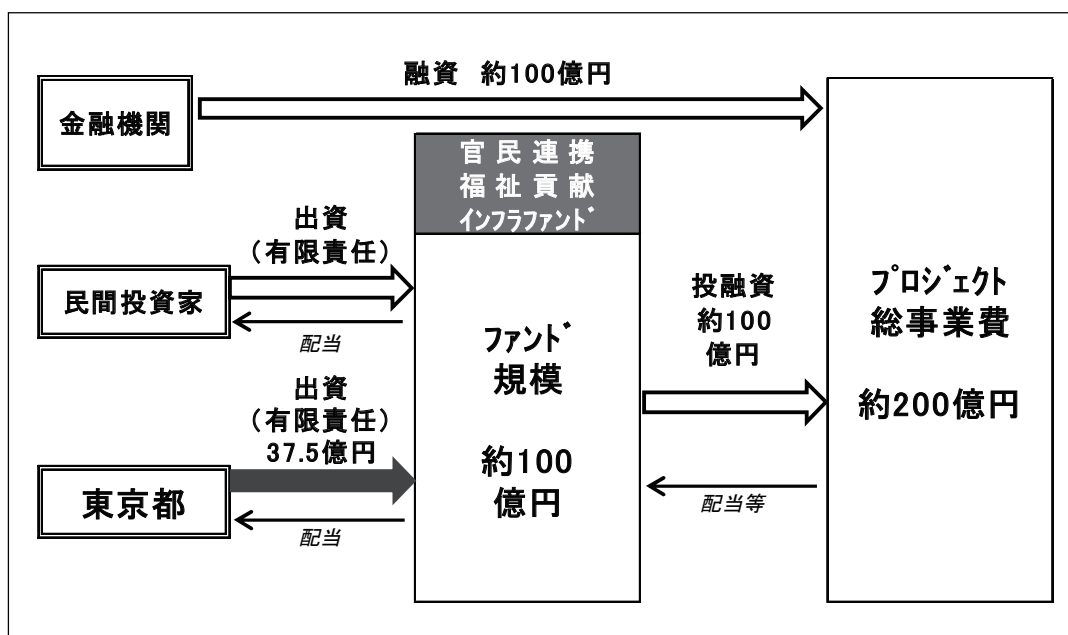 融資 約100億円
金融機関
官民連携
福祉貢献
ｲﾝﾌﾗﾌｧﾝﾄﾞ
出資
（有限責任）
民間投資家
配当
出資
（有限責任）
37.5億円
東京都
配当
ﾌｧﾝﾄﾞ
規模
約100
億円
投融資
約100
億円
配当等
ﾌﾟﾛｼﾞｪｸﾄ
総事業費
約200億円